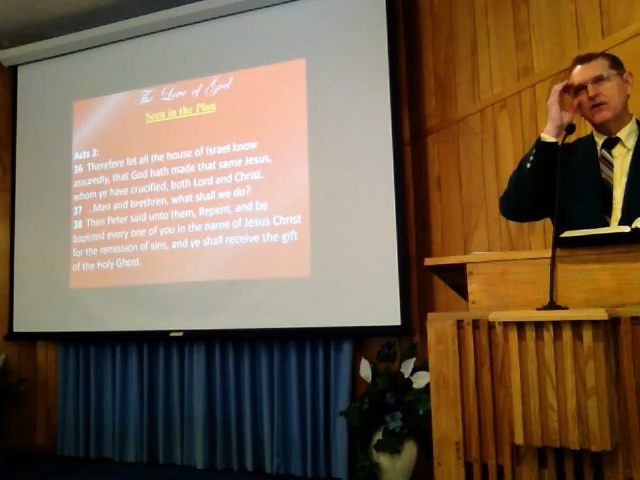 The Love of God
Seen in the Plan
Acts 2:
36 Therefore let all the house of Israel know
assuredly, that God hath made that same Jesus,
whom ye have crucified, both Lord and Christ.
37 ...Men and brethren, what shall we do?
38 Then Peter said unto them, Repent, and be
baptized every one of you in the name of Jesus Christ
for the remission of sins, and ye shall receive the gift
of the Holy Ghost.